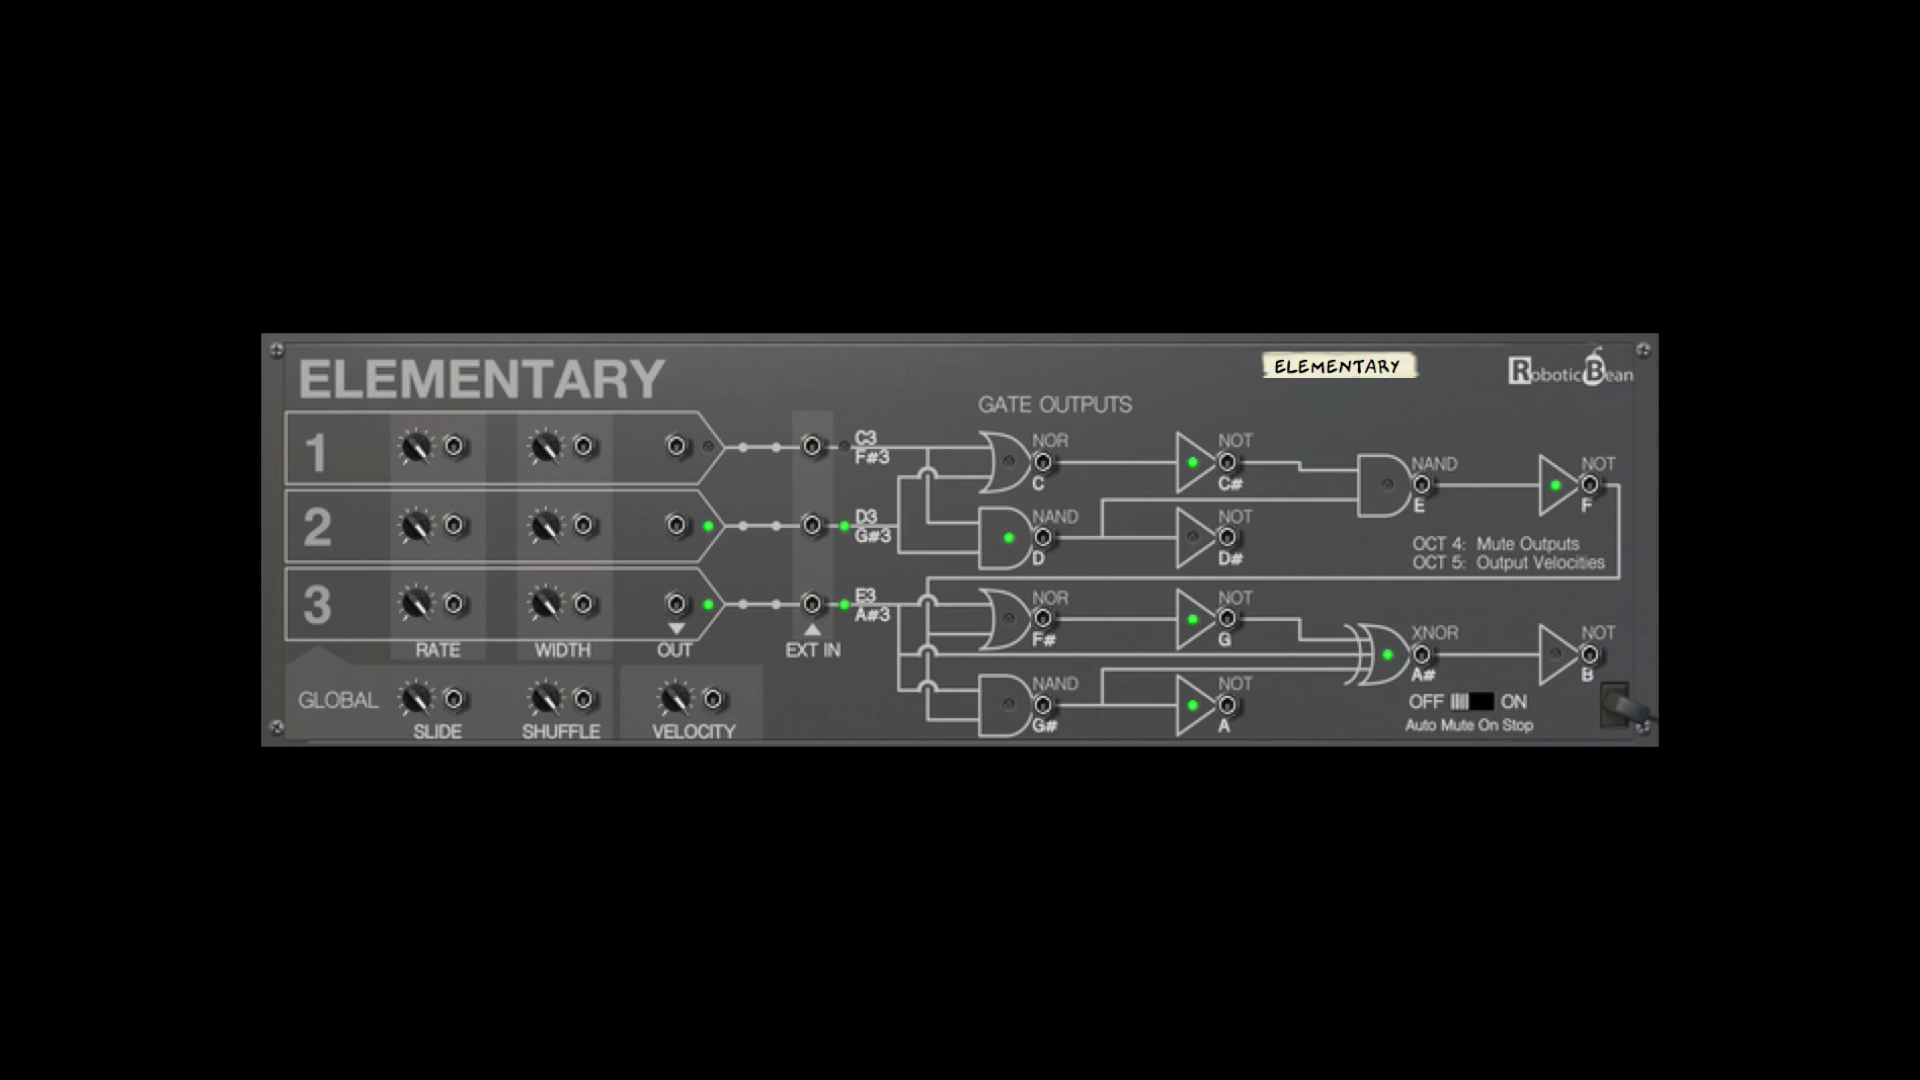 ELEMENTARY
ELEMENTARY
RoboticBean
GATE OUTPUTS
1
C3
F#3
NOR
C
NOT
C#
NAND
E
NOT
F
2
D3
G#3
NAND
D
NOT
D#
OCT 4: Mute Outputs
OCT 5: Output Velocities
3
E3
A#3
NOR
F#
NOT
G
XNOR
A#
NOT
B
RATE
WIDTH
OUT
EXT IN
NAND
G#
NOT
A
GLOBAL
SLIDE
SHUFFLE
VELOCITY
OFF ON
Auto Mute On Stop